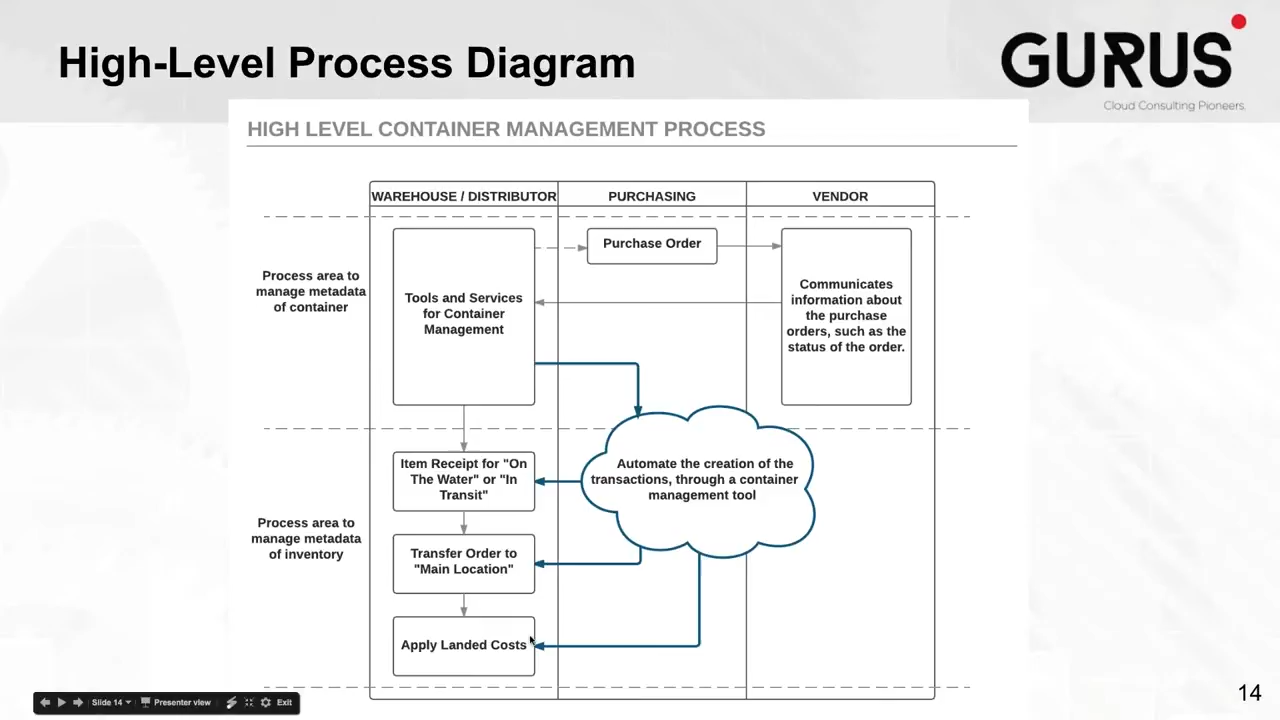 High-Level Process Diagram
GURUS
Cloud Consulting Pioneers.
HIGH LEVEL CONTAINER MANAGEMENT PROCESS
WAREHOUSE / DISTRIBUTOR
PURCHASING
VENDOR
Process area to
manage metadata
of container
Tools and Services
for Container
Management
Purchase Order
Communicates
information about
the purchase
orders, such as the
status of the order.
Process area to
manage metadata
of inventory
Item Receipt for "On
The Water" or "In
Transit"
Automate the creation of the
transactions, through a container
management tool
Transfer Order to
"Main Location"
Apply Landed Costs
Slide 14
Presenter view
Exit
14